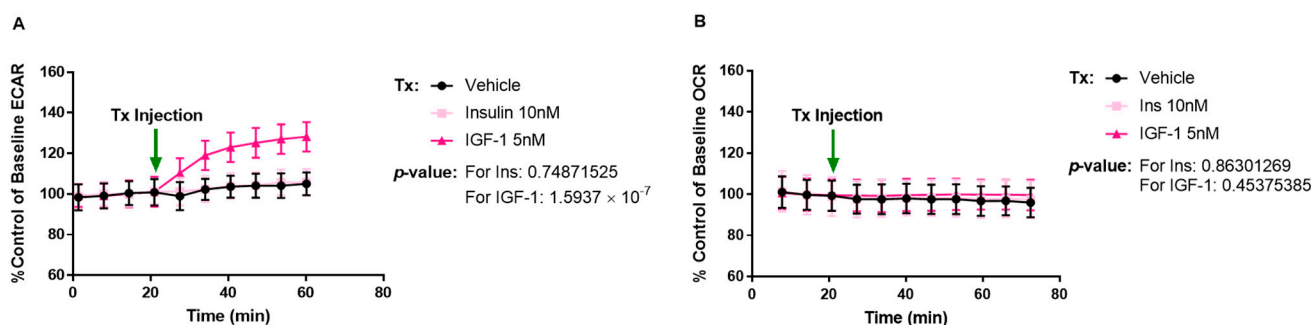 A
% Control of Baseline ECAR
160
140
120
100
80
60
0
20
40
60
80
Time (min)
Tx Injection
Tx: Vehicle
Insulin 10nM
IGF-1 5nM
p-value: For Ins: 0.74871525
For IGF-1: 1.5937 × 10⁻⁷
B
% Control of Baseline OCR
160
140
120
100
80
60
0
20
40
60
80
Time (min)
Tx Injection
Tx: Vehicle
Ins 10nM
IGF-1 5nM
p-value: For Ins: 0.86301269
For IGF-1: 0.45375385